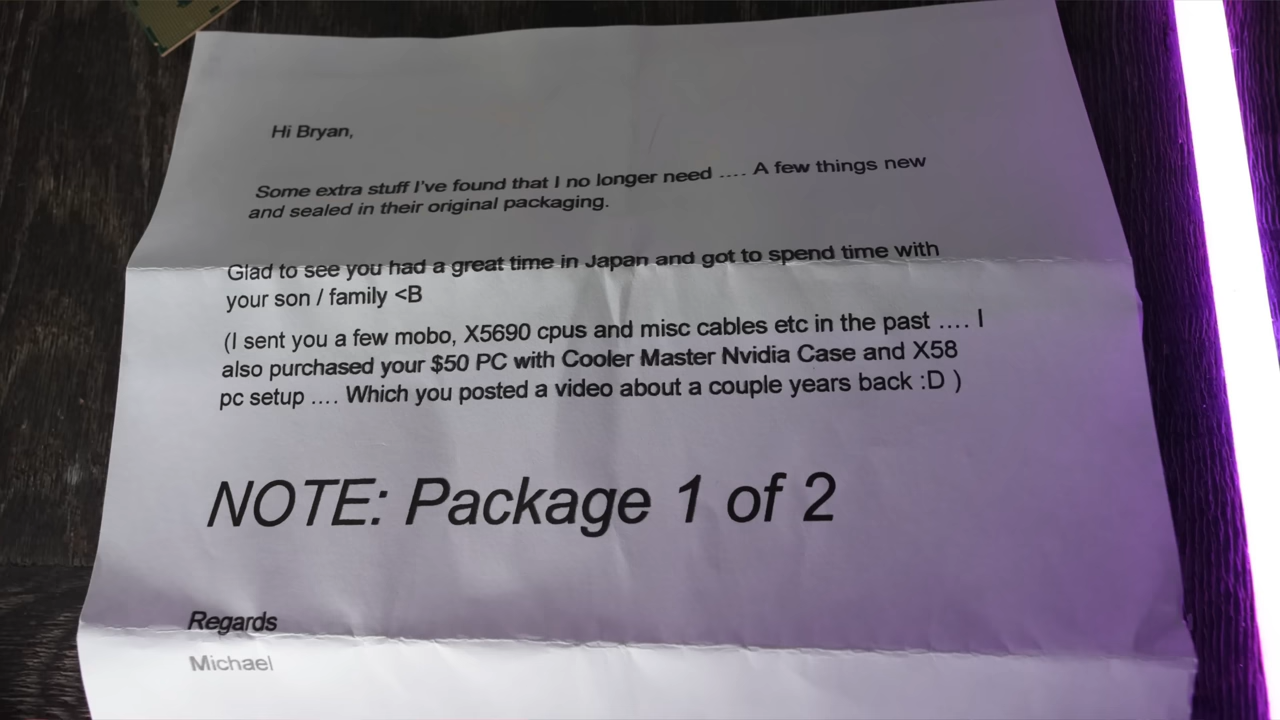 Hi Bryan,
Some extra stuff I've found that I no longer need .... A few things new
and sealed in their original packaging.
Glad to see you had a great time in Japan and got to spend time with
your son / family <B
(I sent you a few mobo, X5690 cpus and misc cables etc in the past .... I
also purchased your $50 PC with Cooler Master Nvidia Case and X58
pc setup .... Which you posted a video about a couple years back :D )
NOTE: Package 1 of 2
Regards
Michael